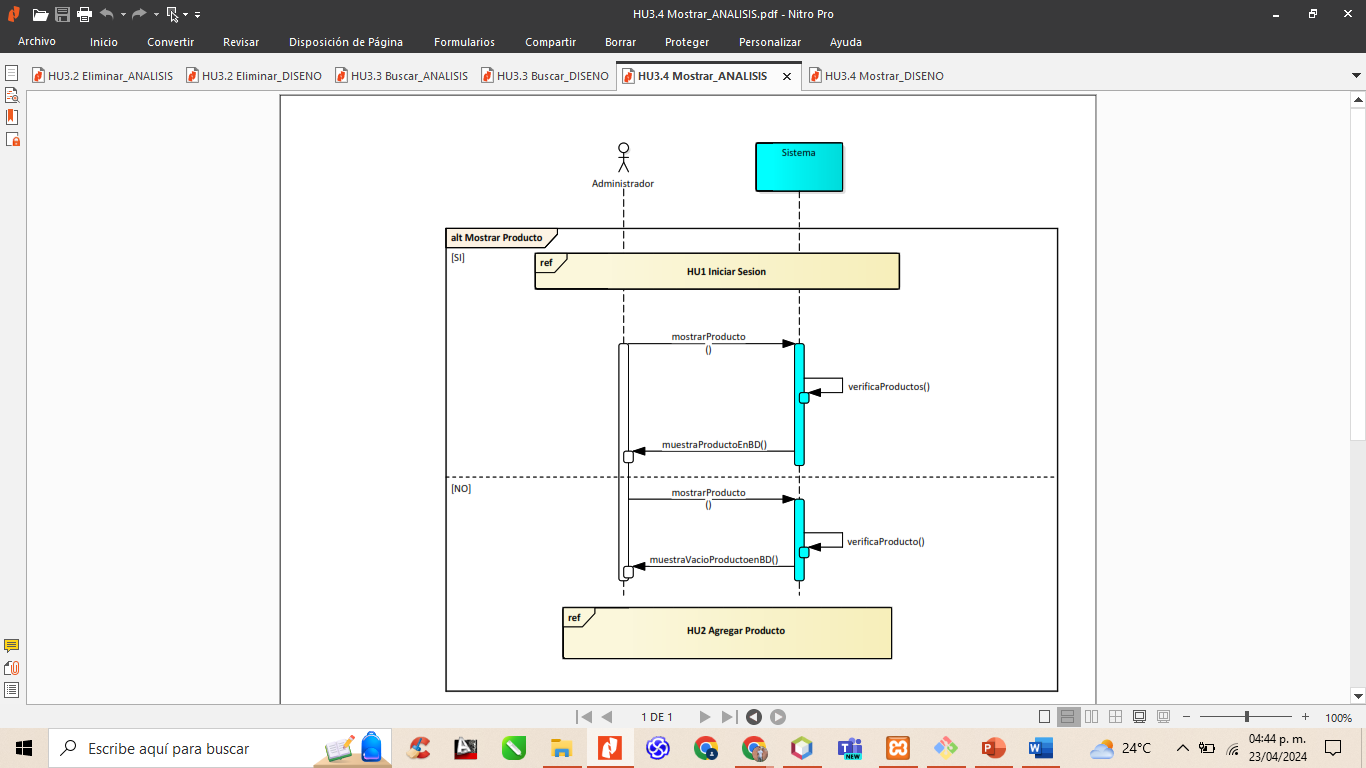 HU3.4 Mostrar_ANALISIS.pdf - Nitro Pro
Archivo Inicio Convertir Revisar Disposición de Página Formularios Compartir Borrar Proteger Personalizar Ayuda
HU3.2 Eliminar_ANALISIS HU3.2 Eliminar_DISENO HU3.3 Buscar_ANALISIS HU3.3 Buscar_DISENO HU3.4 Mostrar_ANALISIS HU3.4 Mostrar_DISENO
Sistema
Administrador
alt Mostrar Producto
[SI]
ref
HU1 Iniciar Sesion
mostrarProducto
()
verificaProductos()
muestraProductoEnBD()
[NO]
mostrarProducto
()
verificaProducto()
muestraVacioProductoenBD()
ref
HU2 Agregar Producto
1 DE 1
100%
Escribe aquí para buscar
NEW
24°C
04:44 p. m.
23/04/2024